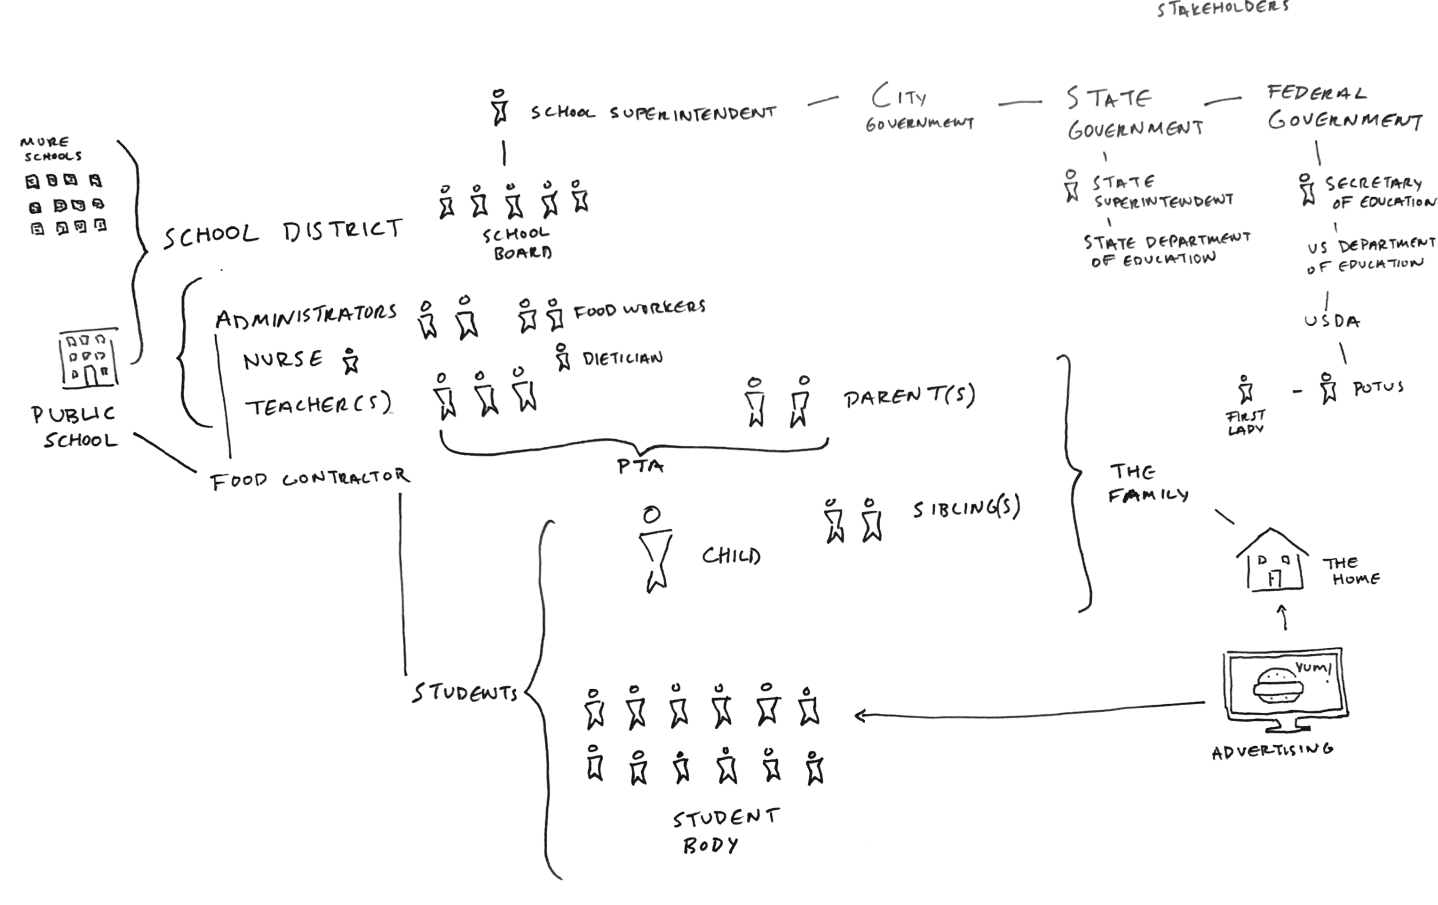 STAKEHOLDERS
SCHOOL SUPERINTENDENT
CITY
GOVERNMENT
STATE
GOVERNMENT
FEDERAL
GOVERNMENT
MORE
SCHOOLS
SCHOOL DISTRICT
SCHOOL
BOARD
STATE
SUPERINTENDENT
STATE DEPARTMENT
OF EDUCATION
SECRETARY
OF EDUCATION
US DEPARTMENT
OF EDUCATION
USDA
POTUS
FIRST
LADY
ADMINISTRATORS
FOOD WORKERS
NURSE
DIETICIAN
TEACHER(S)
PARENT(S)
PUBLIC
SCHOOL
PTA
FOOD CONTRACTOR
THE
FAMILY
SIBLING(S)
CHILD
THE
HOME
STUDENTS
YUM!
ADVERTISING
STUDENT
BODY